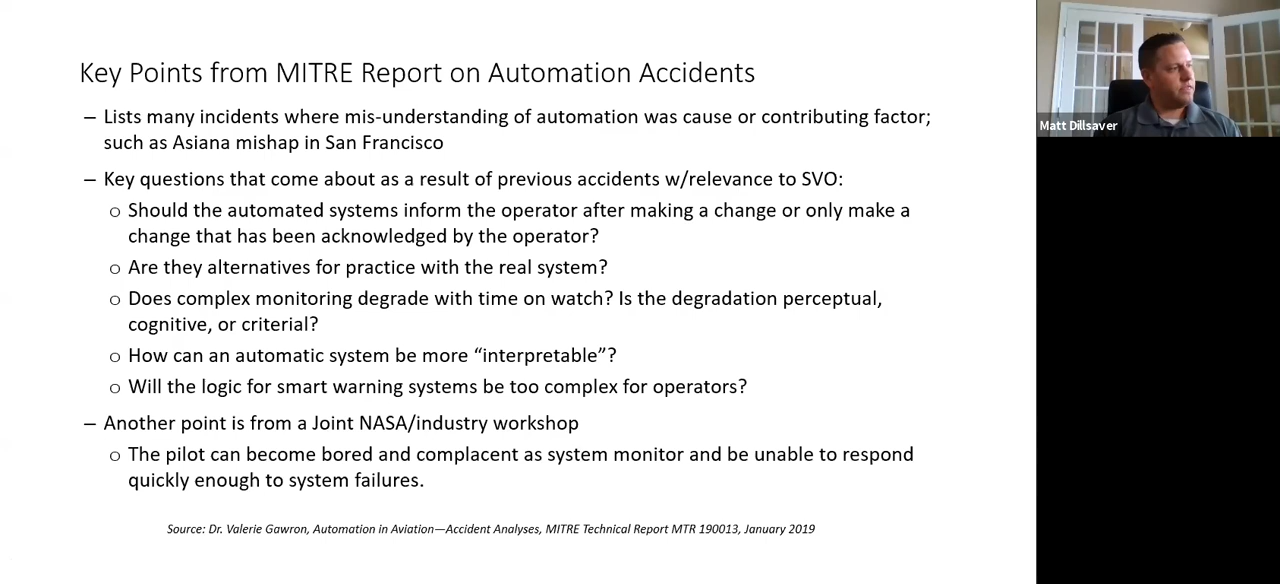 Key Points from MITRE Report on Automation Accidents
– Lists many incidents where mis-understanding of automation was cause or contributing factor;
such as Asiana mishap in San Francisco
– Key questions that come about as a result of previous accidents w/relevance to SVO:
o Should the automated systems inform the operator after making a change or only make a
change that has been acknowledged by the operator?
o Are they alternatives for practice with the real system?
o Does complex monitoring degrade with time on watch? Is the degradation perceptual,
cognitive, or criterial?
o How can an automatic system be more “interpretable”?
o Will the logic for smart warning systems be too complex for operators?
– Another point is from a Joint NASA/industry workshop
o The pilot can become bored and complacent as system monitor and be unable to respond
quickly enough to system failures.
Source: Dr. Valerie Gawron, Automation in Aviation—Accident Analyses, MITRE Technical Report MTR 190013, January 2019
Matt Dillsaver